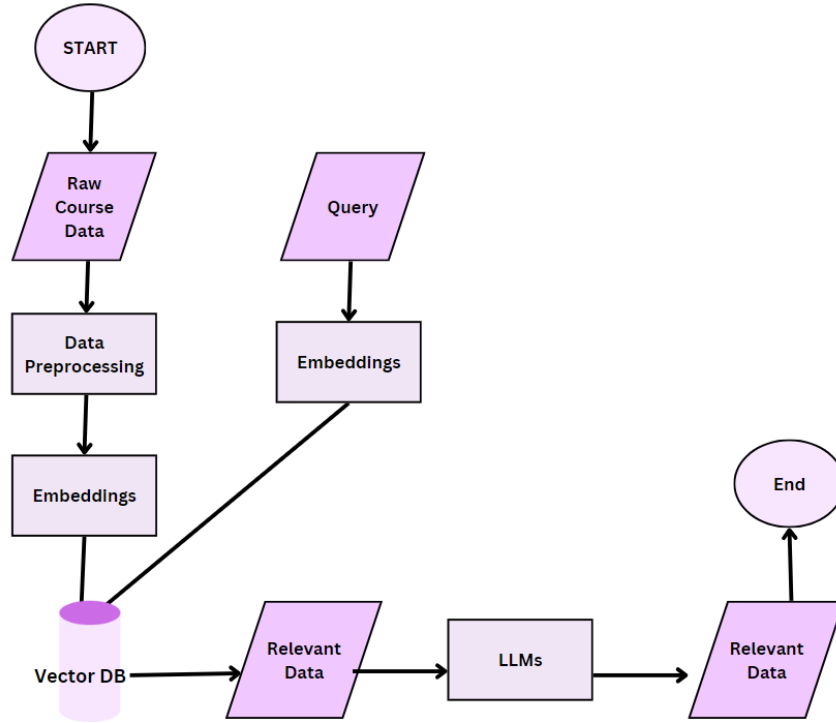 START
Raw
Course
Data
Query
Data
Preprocessing
Embeddings
Embeddings
End
Vector DB
Relevant
Data
LLMs
Relevant
Data